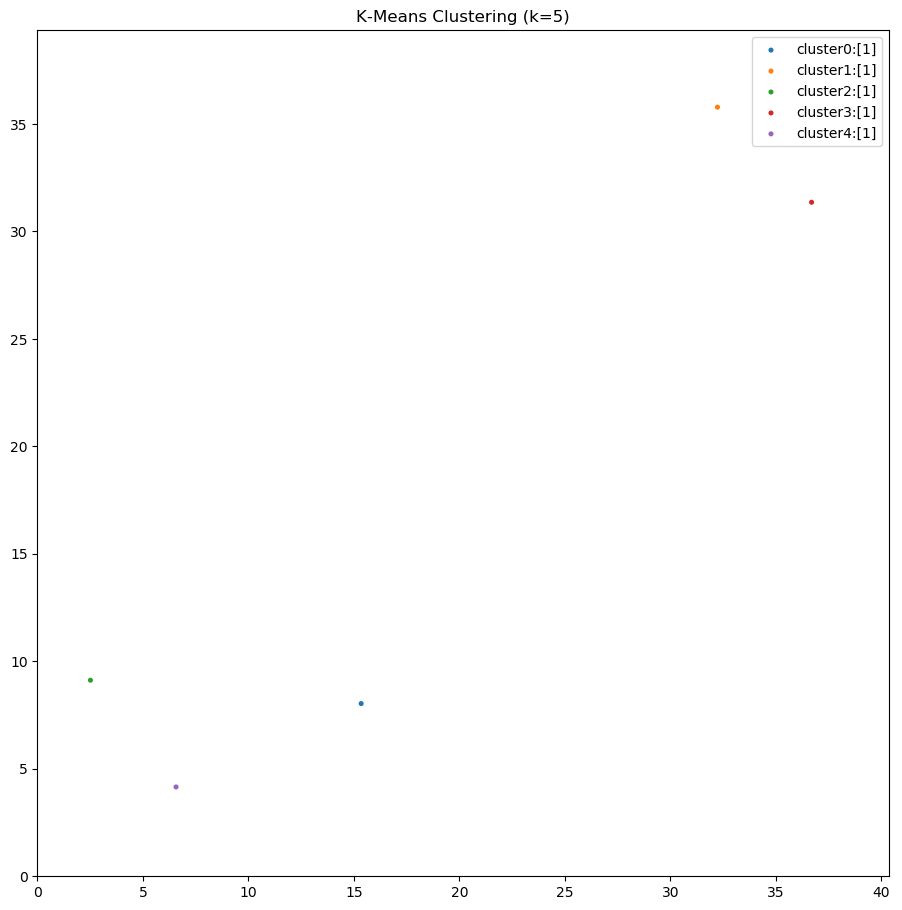 K-Means Clustering (k=5)
cluster0:[1]
cluster1:[1]
cluster2:[1]
cluster3:[1]
cluster4:[1]
35
30
25
20
15
10
5
0
0 5 10 15 20 25 30 35 40